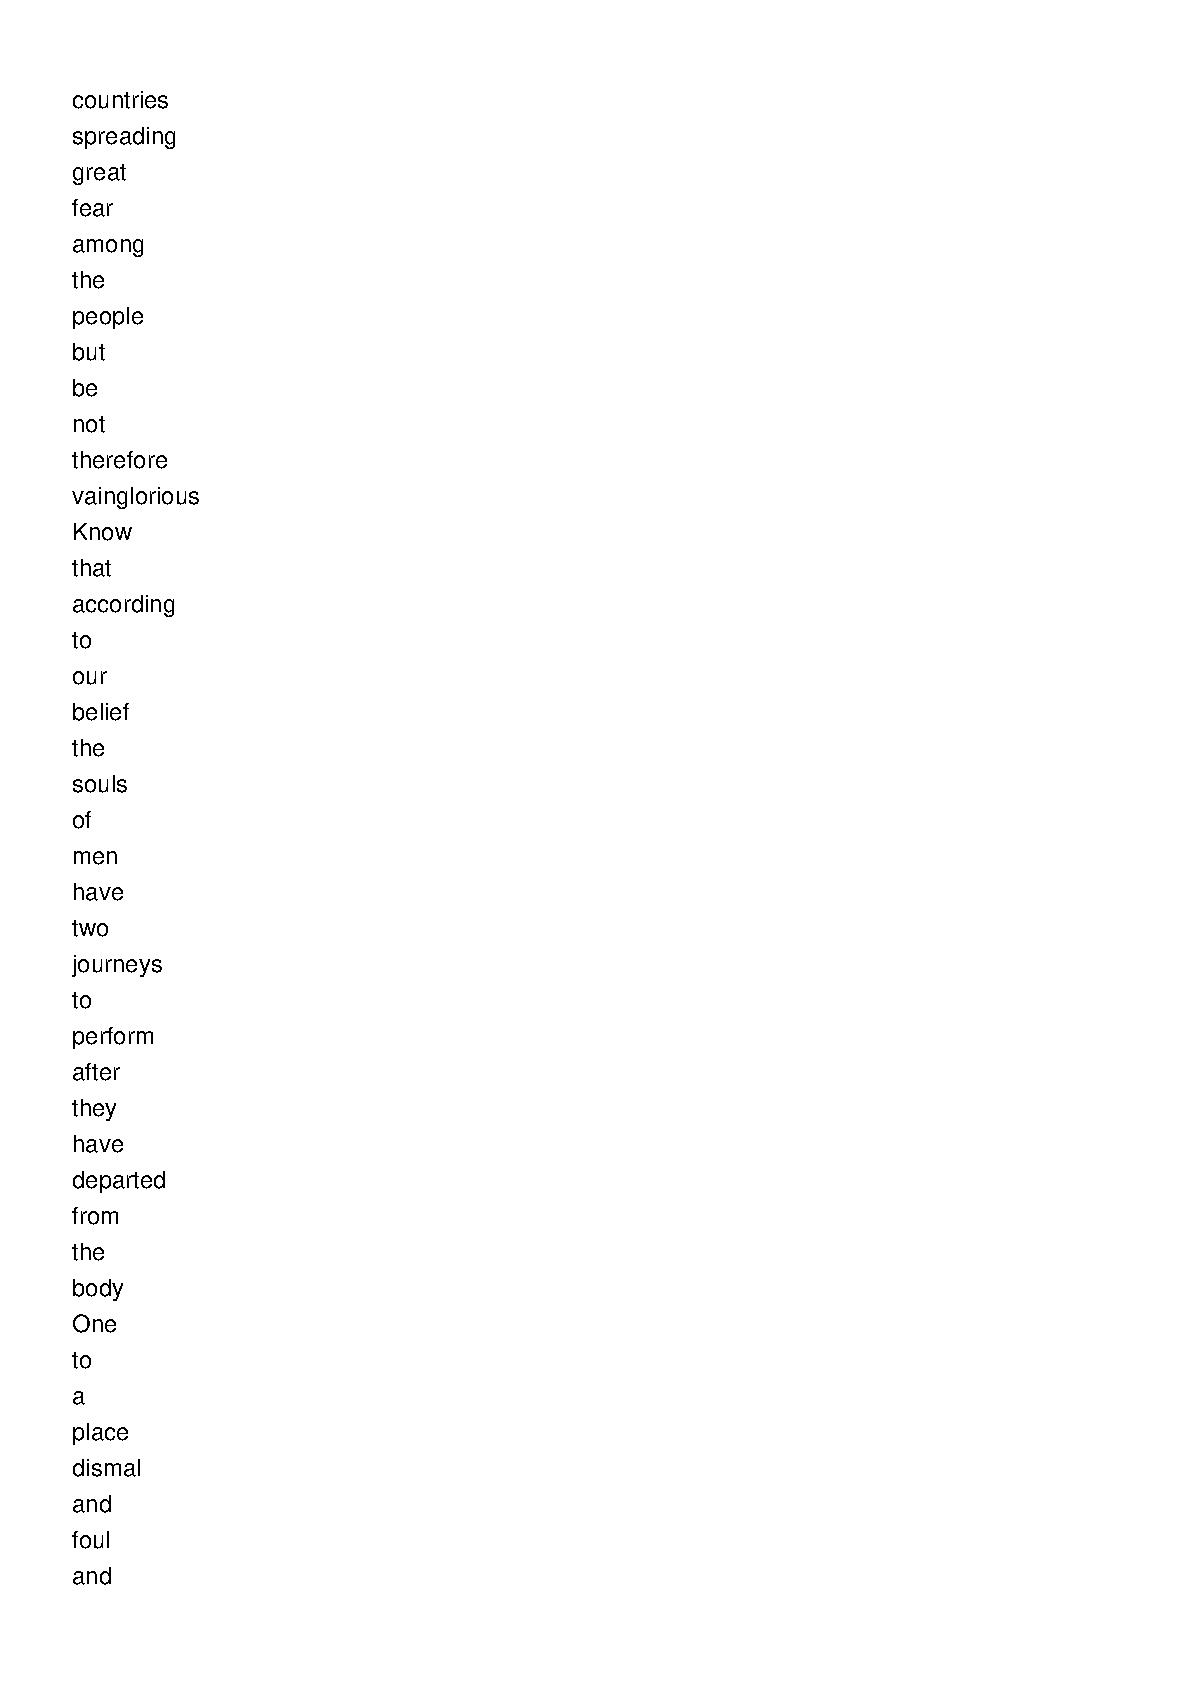 countries
spreading
great
fear
among
the
people
but
be
not
therefore
vainglorious
Know
that
according
to
our
belief
the
souls
of
men
have
two
journeys
to
perform
after
they
have
departed
from
the
body
One
to
a
place
dismal
and
foul
and